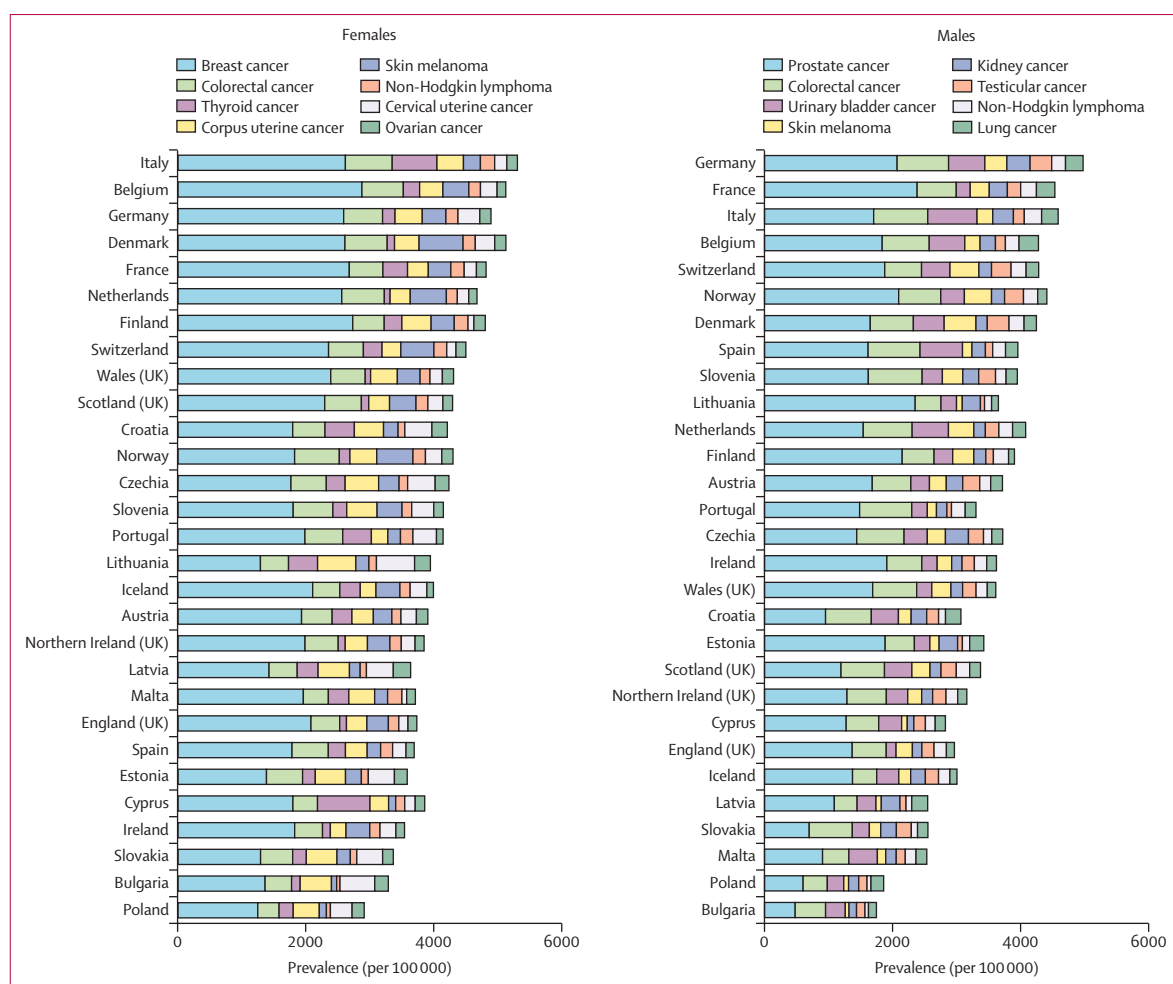 Females
Breast cancer
Colorectal cancer
Thyroid cancer
Corpus uterine cancer
Skin melanoma
Non-Hodgkin lymphoma
Cervical uterine cancer
Ovarian cancer
Italy
Belgium
Germany
Denmark
France
Netherlands
Finland
Switzerland
Wales (UK)
Scotland (UK)
Croatia
Norway
Czechia
Slovenia
Portugal
Lithuania
Iceland
Austria
Northern Ireland (UK)
Latvia
Malta
England (UK)
Spain
Estonia
Cyprus
Ireland
Slovakia
Bulgaria
Poland
0 2000 4000 6000
Prevalence (per 100 000)
Males
Prostate cancer
Colorectal cancer
Urinary bladder cancer
Skin melanoma
Kidney cancer
Testicular cancer
Non-Hodgkin lymphoma
Lung cancer
Germany
France
Italy
Belgium
Switzerland
Norway
Denmark
Spain
Slovenia
Lithuania
Netherlands
Finland
Austria
Portugal
Czechia
Ireland
Wales (UK)
Croatia
Estonia
Scotland (UK)
Northern Ireland (UK)
Cyprus
England (UK)
Iceland
Latvia
Slovakia
Malta
Poland
Bulgaria
0 2000 4000 6000
Prevalence (per 100 000)